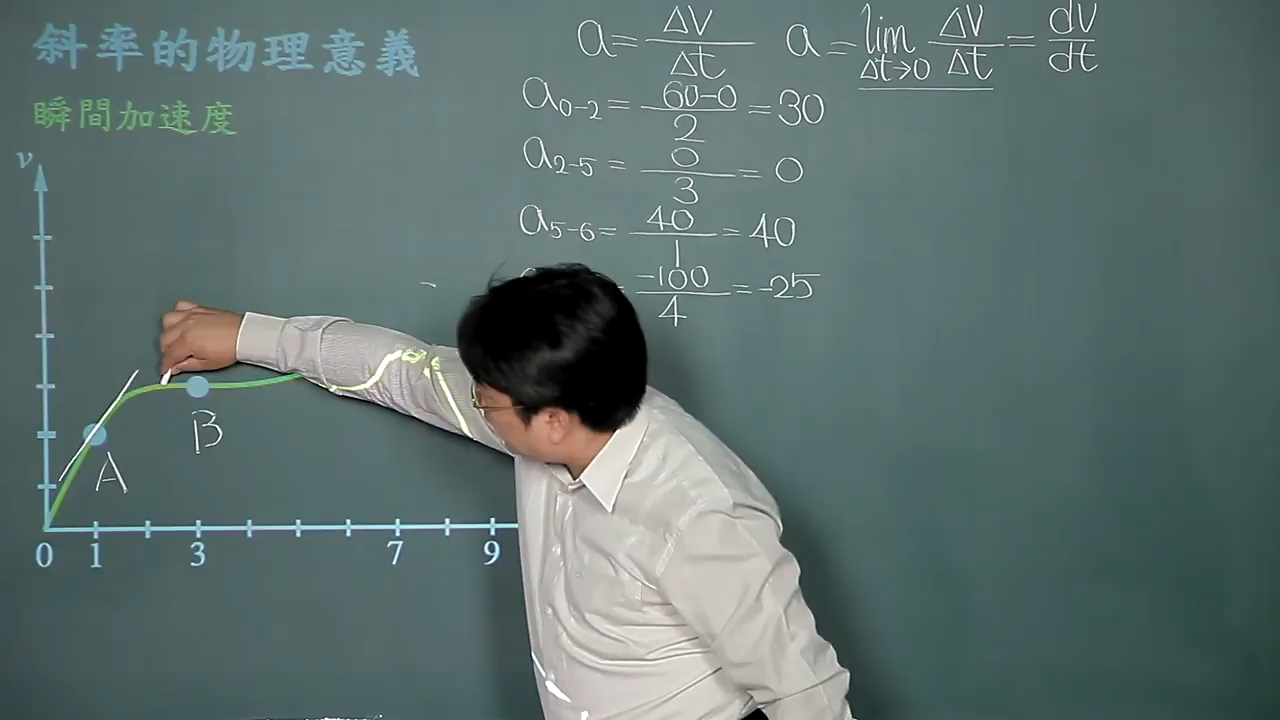 斜率的物理意義
瞬間加速度
a = ΔV/Δt  a = lim Δt→0 ΔV/Δt = dV/dt
a0-2 = 60-0/2 = 30
a2-5 = 0/3 = 0
a5-6 = 40/1 = 40
= -100/4 = -25
v
A
B
0 1 3 7 9